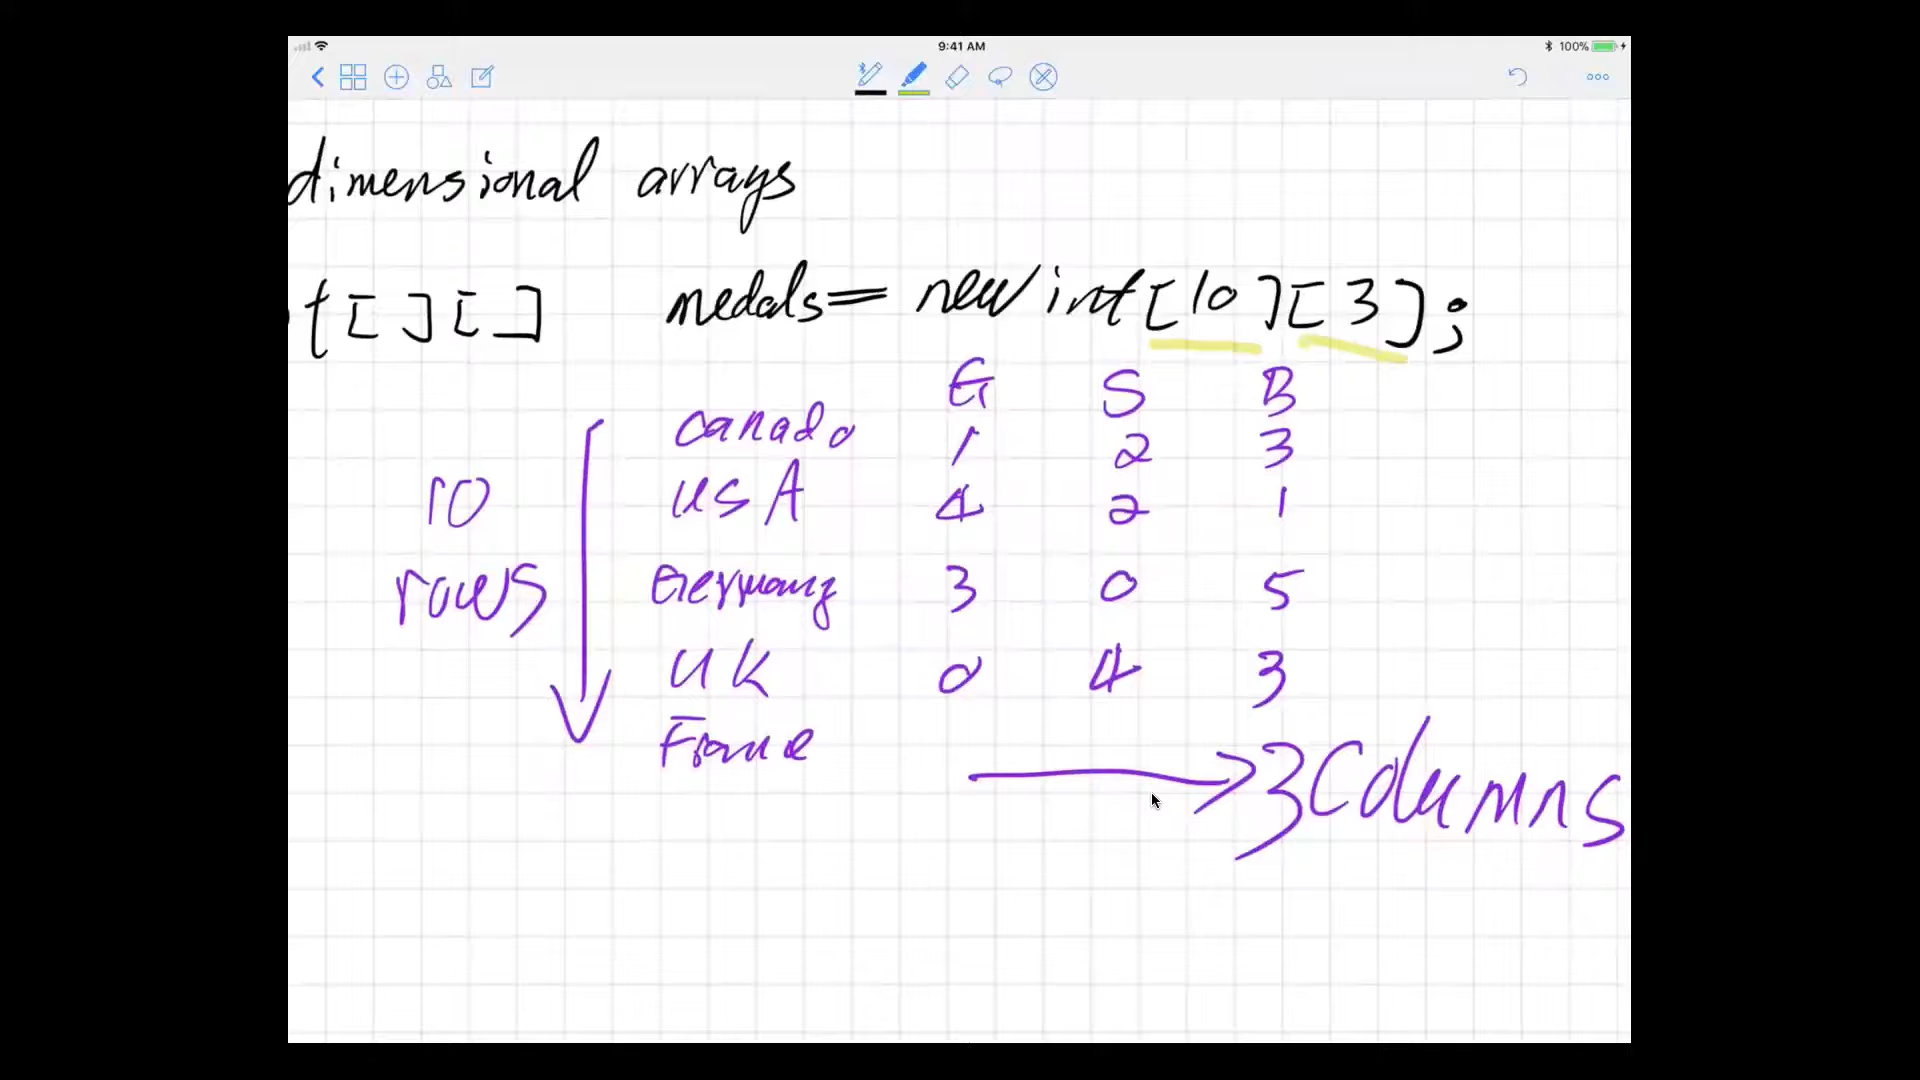 9:41 AM
100%
dimensional arrays
t[][] medals = new int[10][3];
G S B
Canada 1 2 3
USA 4 2 1
10
rows
Germany 3 0 5
UK 0 4 3
France
3 Columns